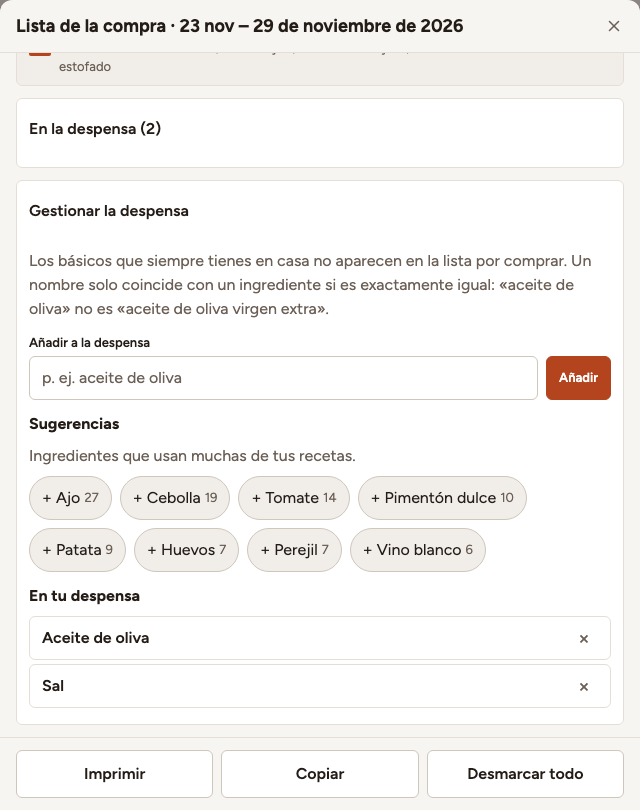 Lista de la compra · 23 nov – 29 de noviembre de 2026
estofado
En la despensa (2)
Gestionar la despensa
Los básicos que siempre tienes en casa no aparecen en la lista por comprar. Un
nombre solo coincide con un ingrediente si es exactamente igual: «aceite de
oliva» no es «aceite de oliva virgen extra».
Añadir a la despensa
p. ej. aceite de oliva
Añadir
Sugerencias
Ingredientes que usan muchas de tus recetas.
+ Ajo 27 + Cebolla 19 + Tomate 14 + Pimentón dulce 10
+ Patata 9 + Huevos 7 + Perejil 7 + Vino blanco 6
En tu despensa
Aceite de oliva ×
Sal ×
Imprimir Copiar Desmarcar todo